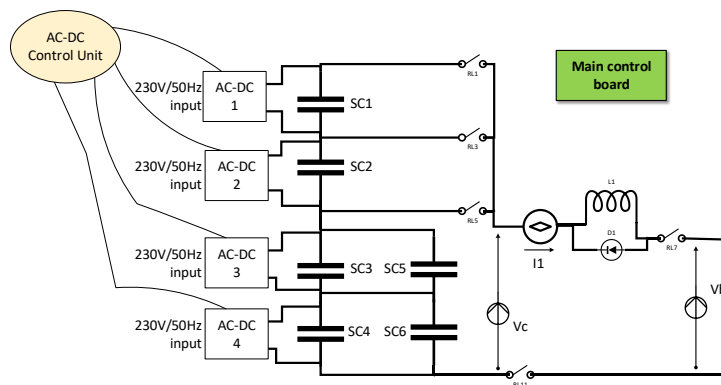 AC-DC
Control Unit
230V/50Hz
input
AC-DC
1
SC1
RL1
Main control
board
230V/50Hz
input
AC-DC
2
SC2
RL3
L1
RL5
D1
RL7
I1
230V/50Hz
input
AC-DC
3
SC3
SC5
Vc
230V/50Hz
input
AC-DC
4
SC4
SC6
RL11